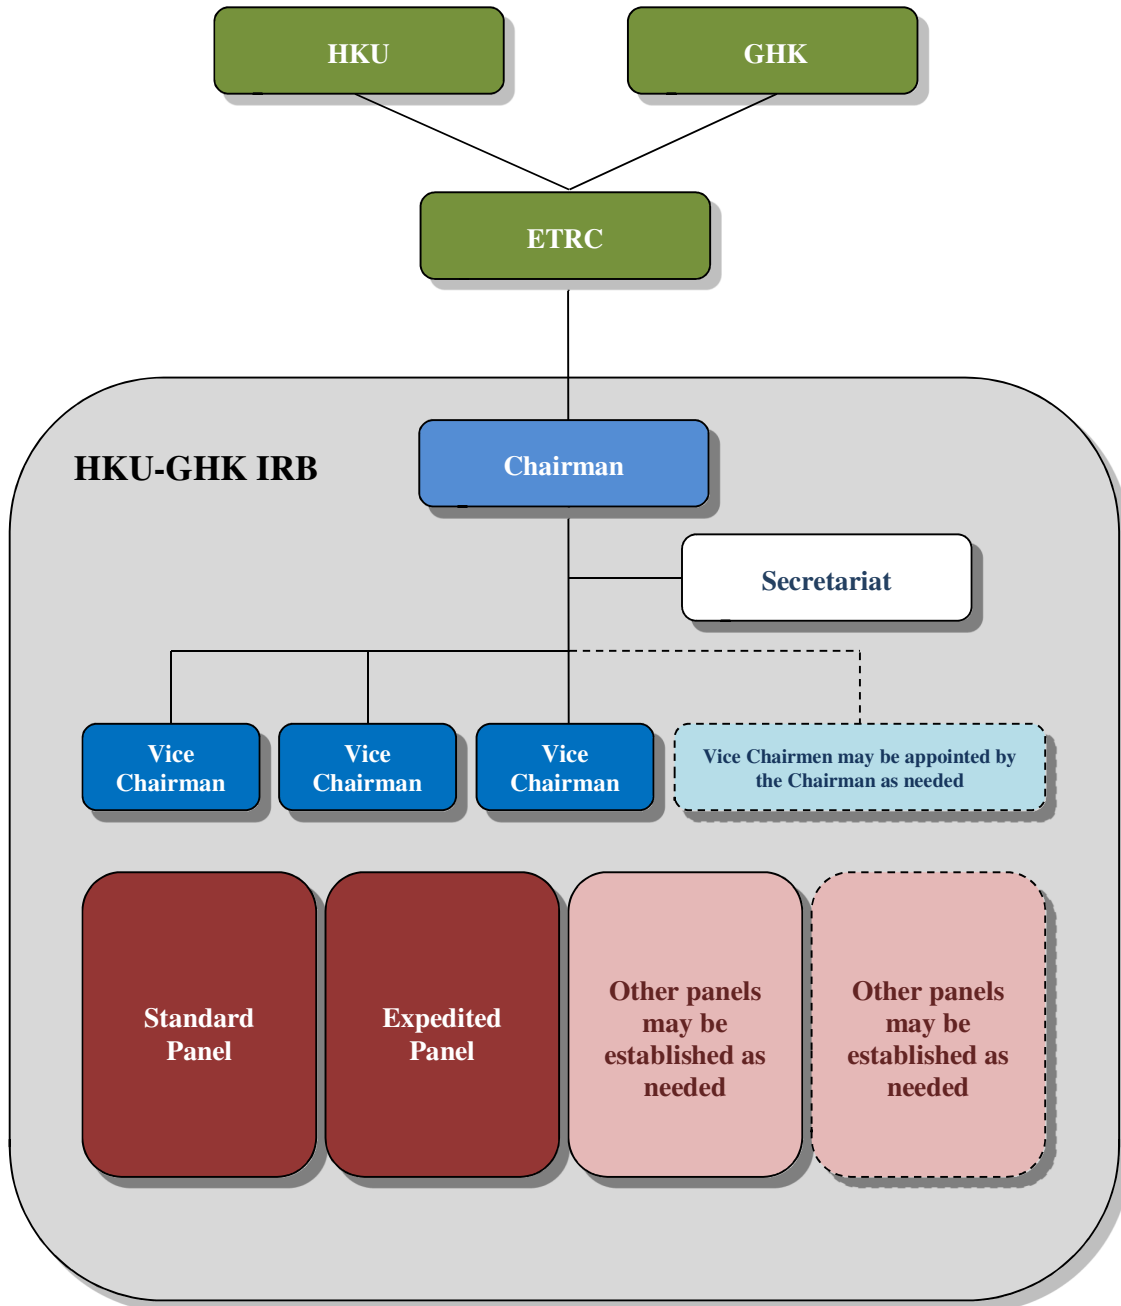 HKU
GHK
ETRC
HKU-GHK IRB
Chairman
Secretariat
Vice
Chairman
Vice
Chairman
Vice
Chairman
Vice Chairmen may be appointed by
the Chairman as needed
Standard
Panel
Expedited
Panel
Other panels
may be
established as
needed
Other panels
may be
established as
needed